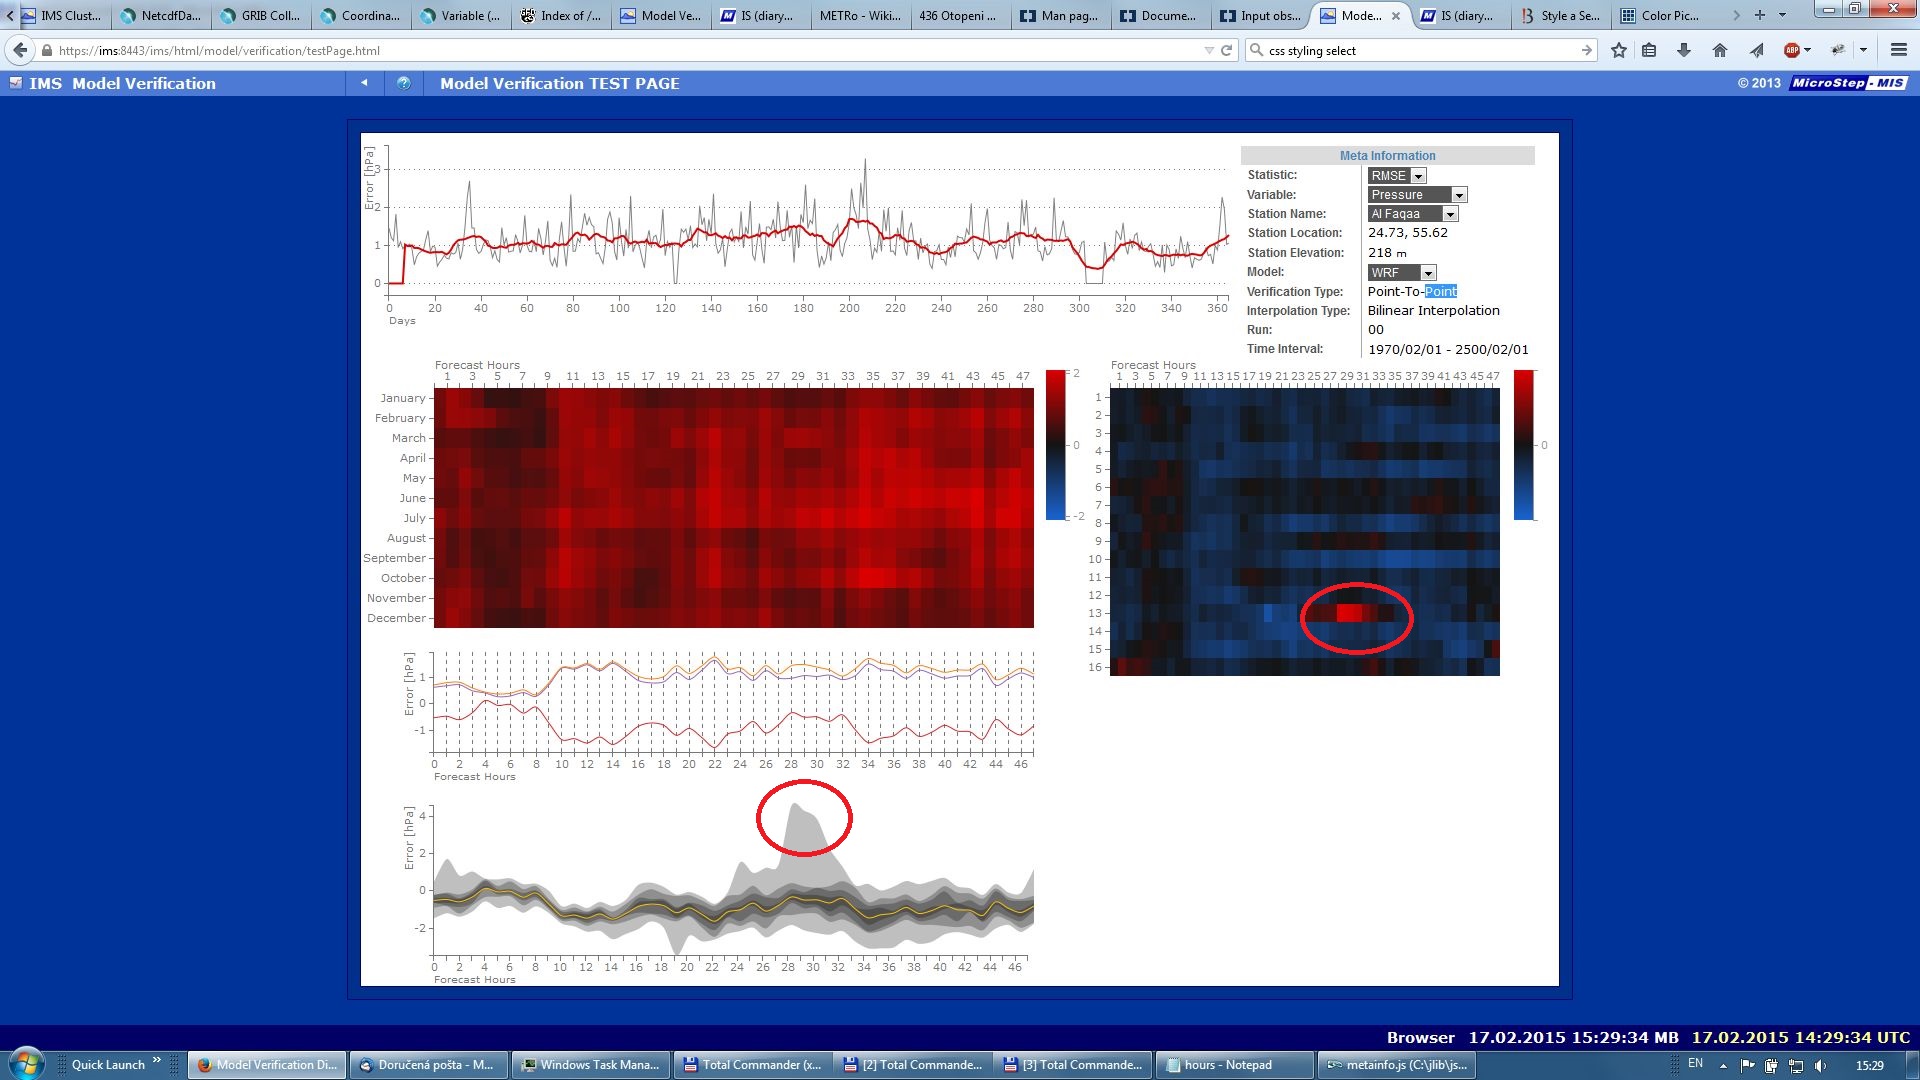 IMS Clust...
NetcdfDa...
GRIB Coll...
Coordina...
Variable (...
Index of /...
Model Ve...
IS (diary...
METRo - Wiki...
436 Otopeni ...
Man pag...
Docume...
Input obs...
Mode...
IS (diary...
Style a Se...
Color Pic...
https://ims:8443/ims/html/model/verification/testPage.html
css styling select
ABP
IMS Model Verification
Model Verification TEST PAGE
© 2013 MicroStep-MIS
Error [hPa]
3
2
1
0
0 20 40 60 80 100 120 140 160 180 200 220 240 260 280 300 320 340 360
Days
Meta Information
Statistic: RMSE
Variable: Pressure
Station Name: Al Faqaa
Station Location: 24.73, 55.62
Station Elevation: 218 m
Model: WRF
Verification Type: Point-To-Point
Interpolation Type: Bilinear Interpolation
Run: 00
Time Interval: 1970/02/01 - 2500/02/01
Forecast Hours
1 3 5 7 9 11 13 15 17 19 21 23 25 27 29 31 33 35 37 39 41 43 45 47
January
February
March
April
May
June
July
August
September
October
November
December
2
0
-2
Forecast Hours
1 3 5 7 9 11 13 15 17 19 21 23 25 27 29 31 33 35 37 39 41 43 45 47
1
2
3
4
5
6
7
8
9
10
11
12
13
14
15
16
0
Error [hPa]
1
0
-1
0 2 4 6 8 10 12 14 16 18 20 22 24 26 28 30 32 34 36 38 40 42 44 46
Forecast Hours
Error [hPa]
4
2
0
-2
0 2 4 6 8 10 12 14 16 18 20 22 24 26 28 30 32 34 36 38 40 42 44 46
Forecast Hours
Browser 17.02.2015 15:29:34 MB 17.02.2015 14:29:34 UTC
Quick Launch
Model Verification Di...
Doručená pošta - M...
Windows Task Mana...
Total Commander (x...
[2] Total Commande...
[3] Total Commande...
hours - Notepad
metainfo.js (C:\jlib\js...
EN
15:29